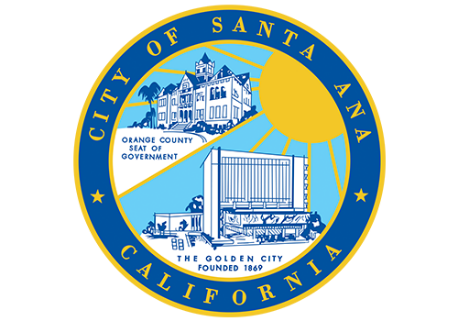 CITY OF SANTA ANA
ORANGE COUNTY
SEAT OF
GOVERNMENT
THE GOLDEN CITY
FOUNDED 1869
CALIFORNIA